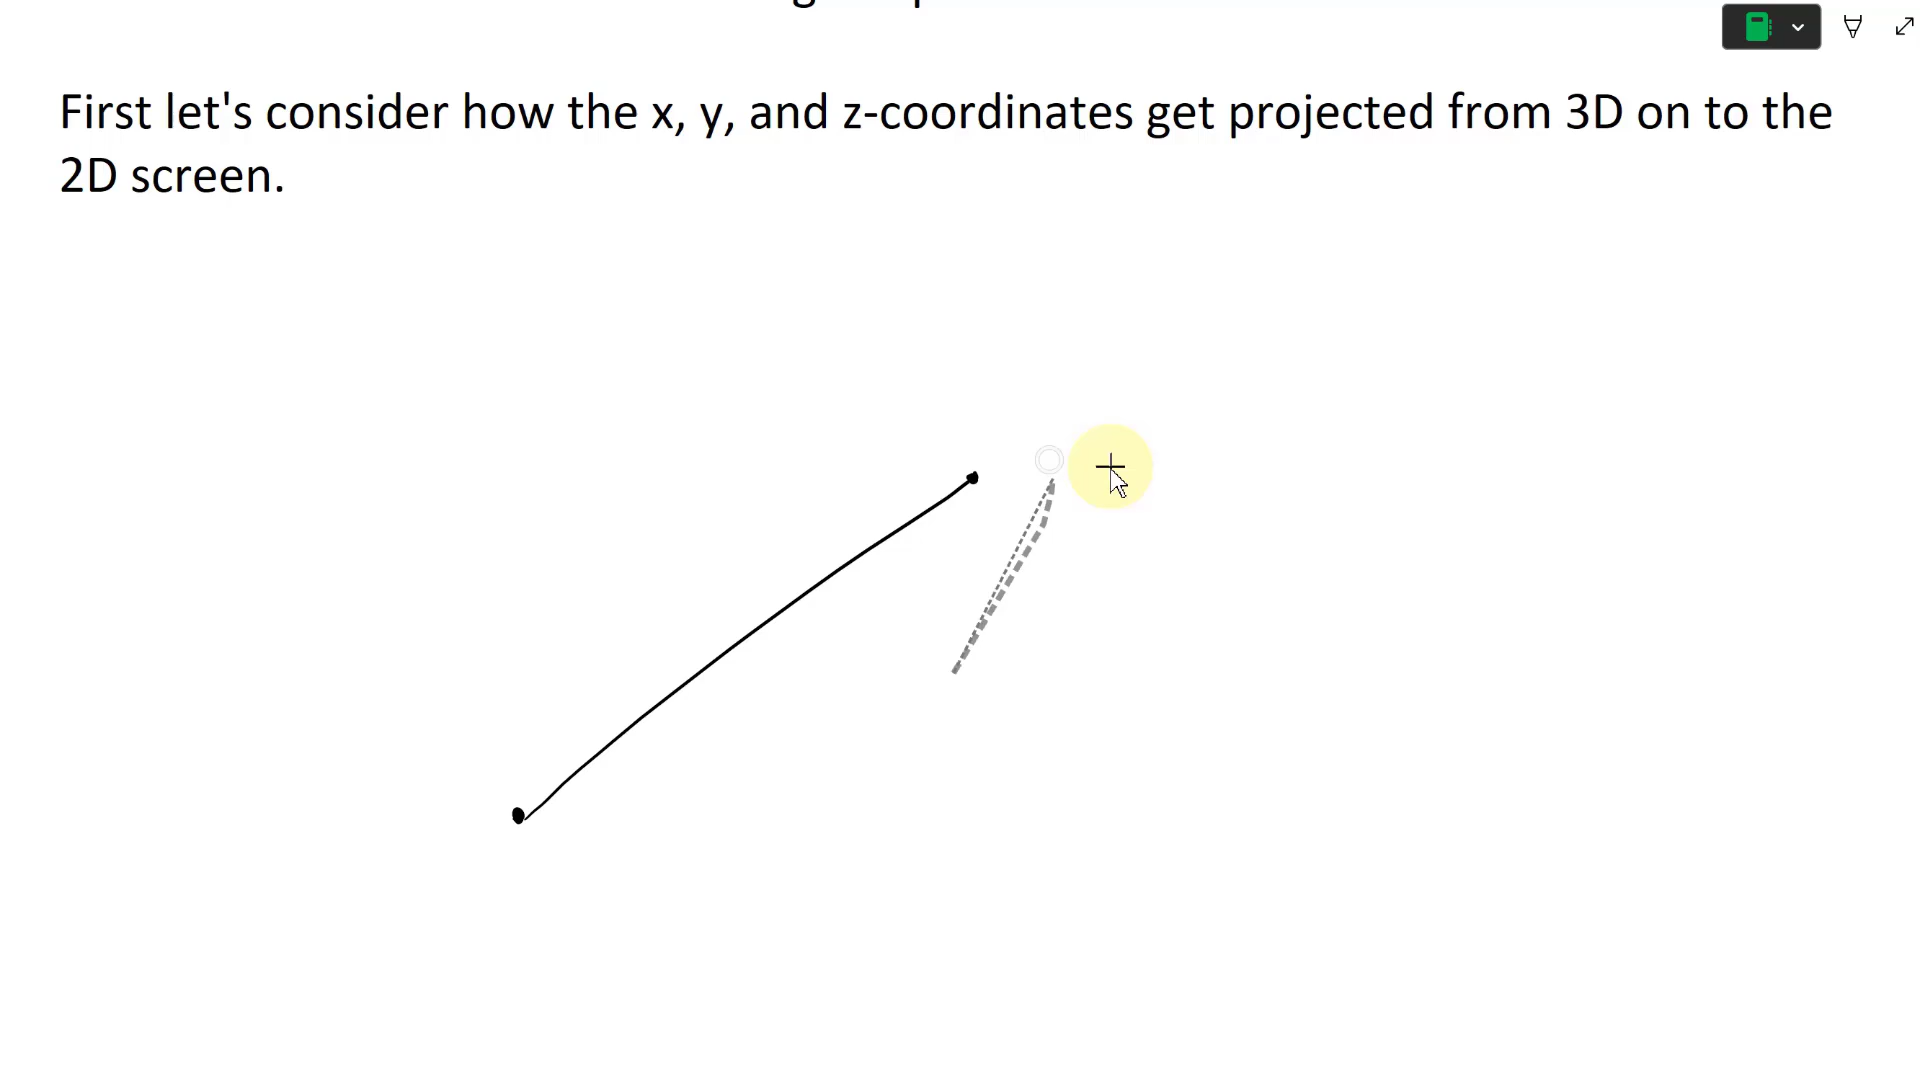 First let's consider how the x, y, and z-coordinates get projected from 3D on to the
2D screen.